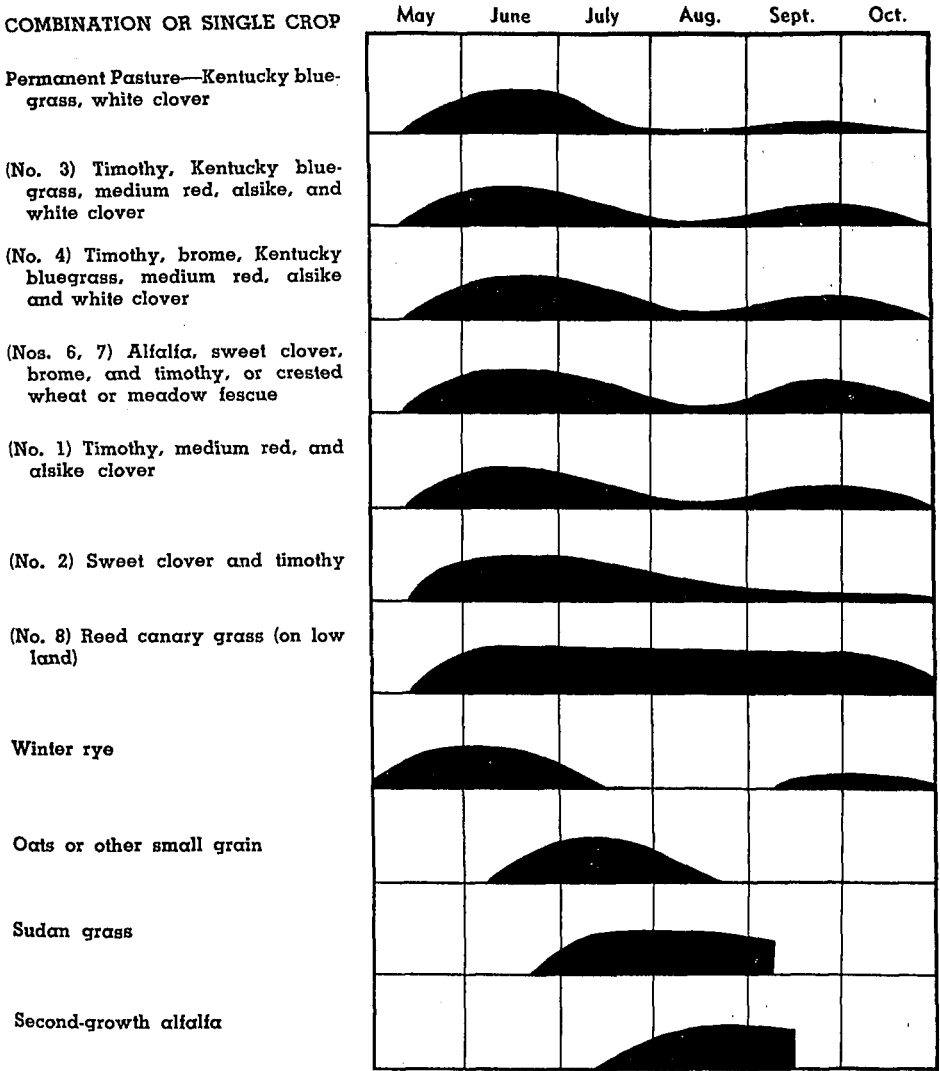 COMBINATION OR SINGLE CROP
May June July Aug. Sept. Oct.
Permanent Pasture—Kentucky blue-
grass, white clover
(No. 3) Timothy, Kentucky blue-
grass, medium red, alsike, and
white clover
(No. 4) Timothy, brome, Kentucky
bluegrass, medium red, alsike
and white clover
(Nos. 6, 7) Alfalfa, sweet clover,
brome, and timothy, or crested
wheat or meadow fescue
(No. 1) Timothy, medium red, and
alsike clover
(No. 2) Sweet clover and timothy
(No. 8) Reed canary grass (on low
land)
Winter rye
Oats or other small grain
Sudan grass
Second-growth alfalfa